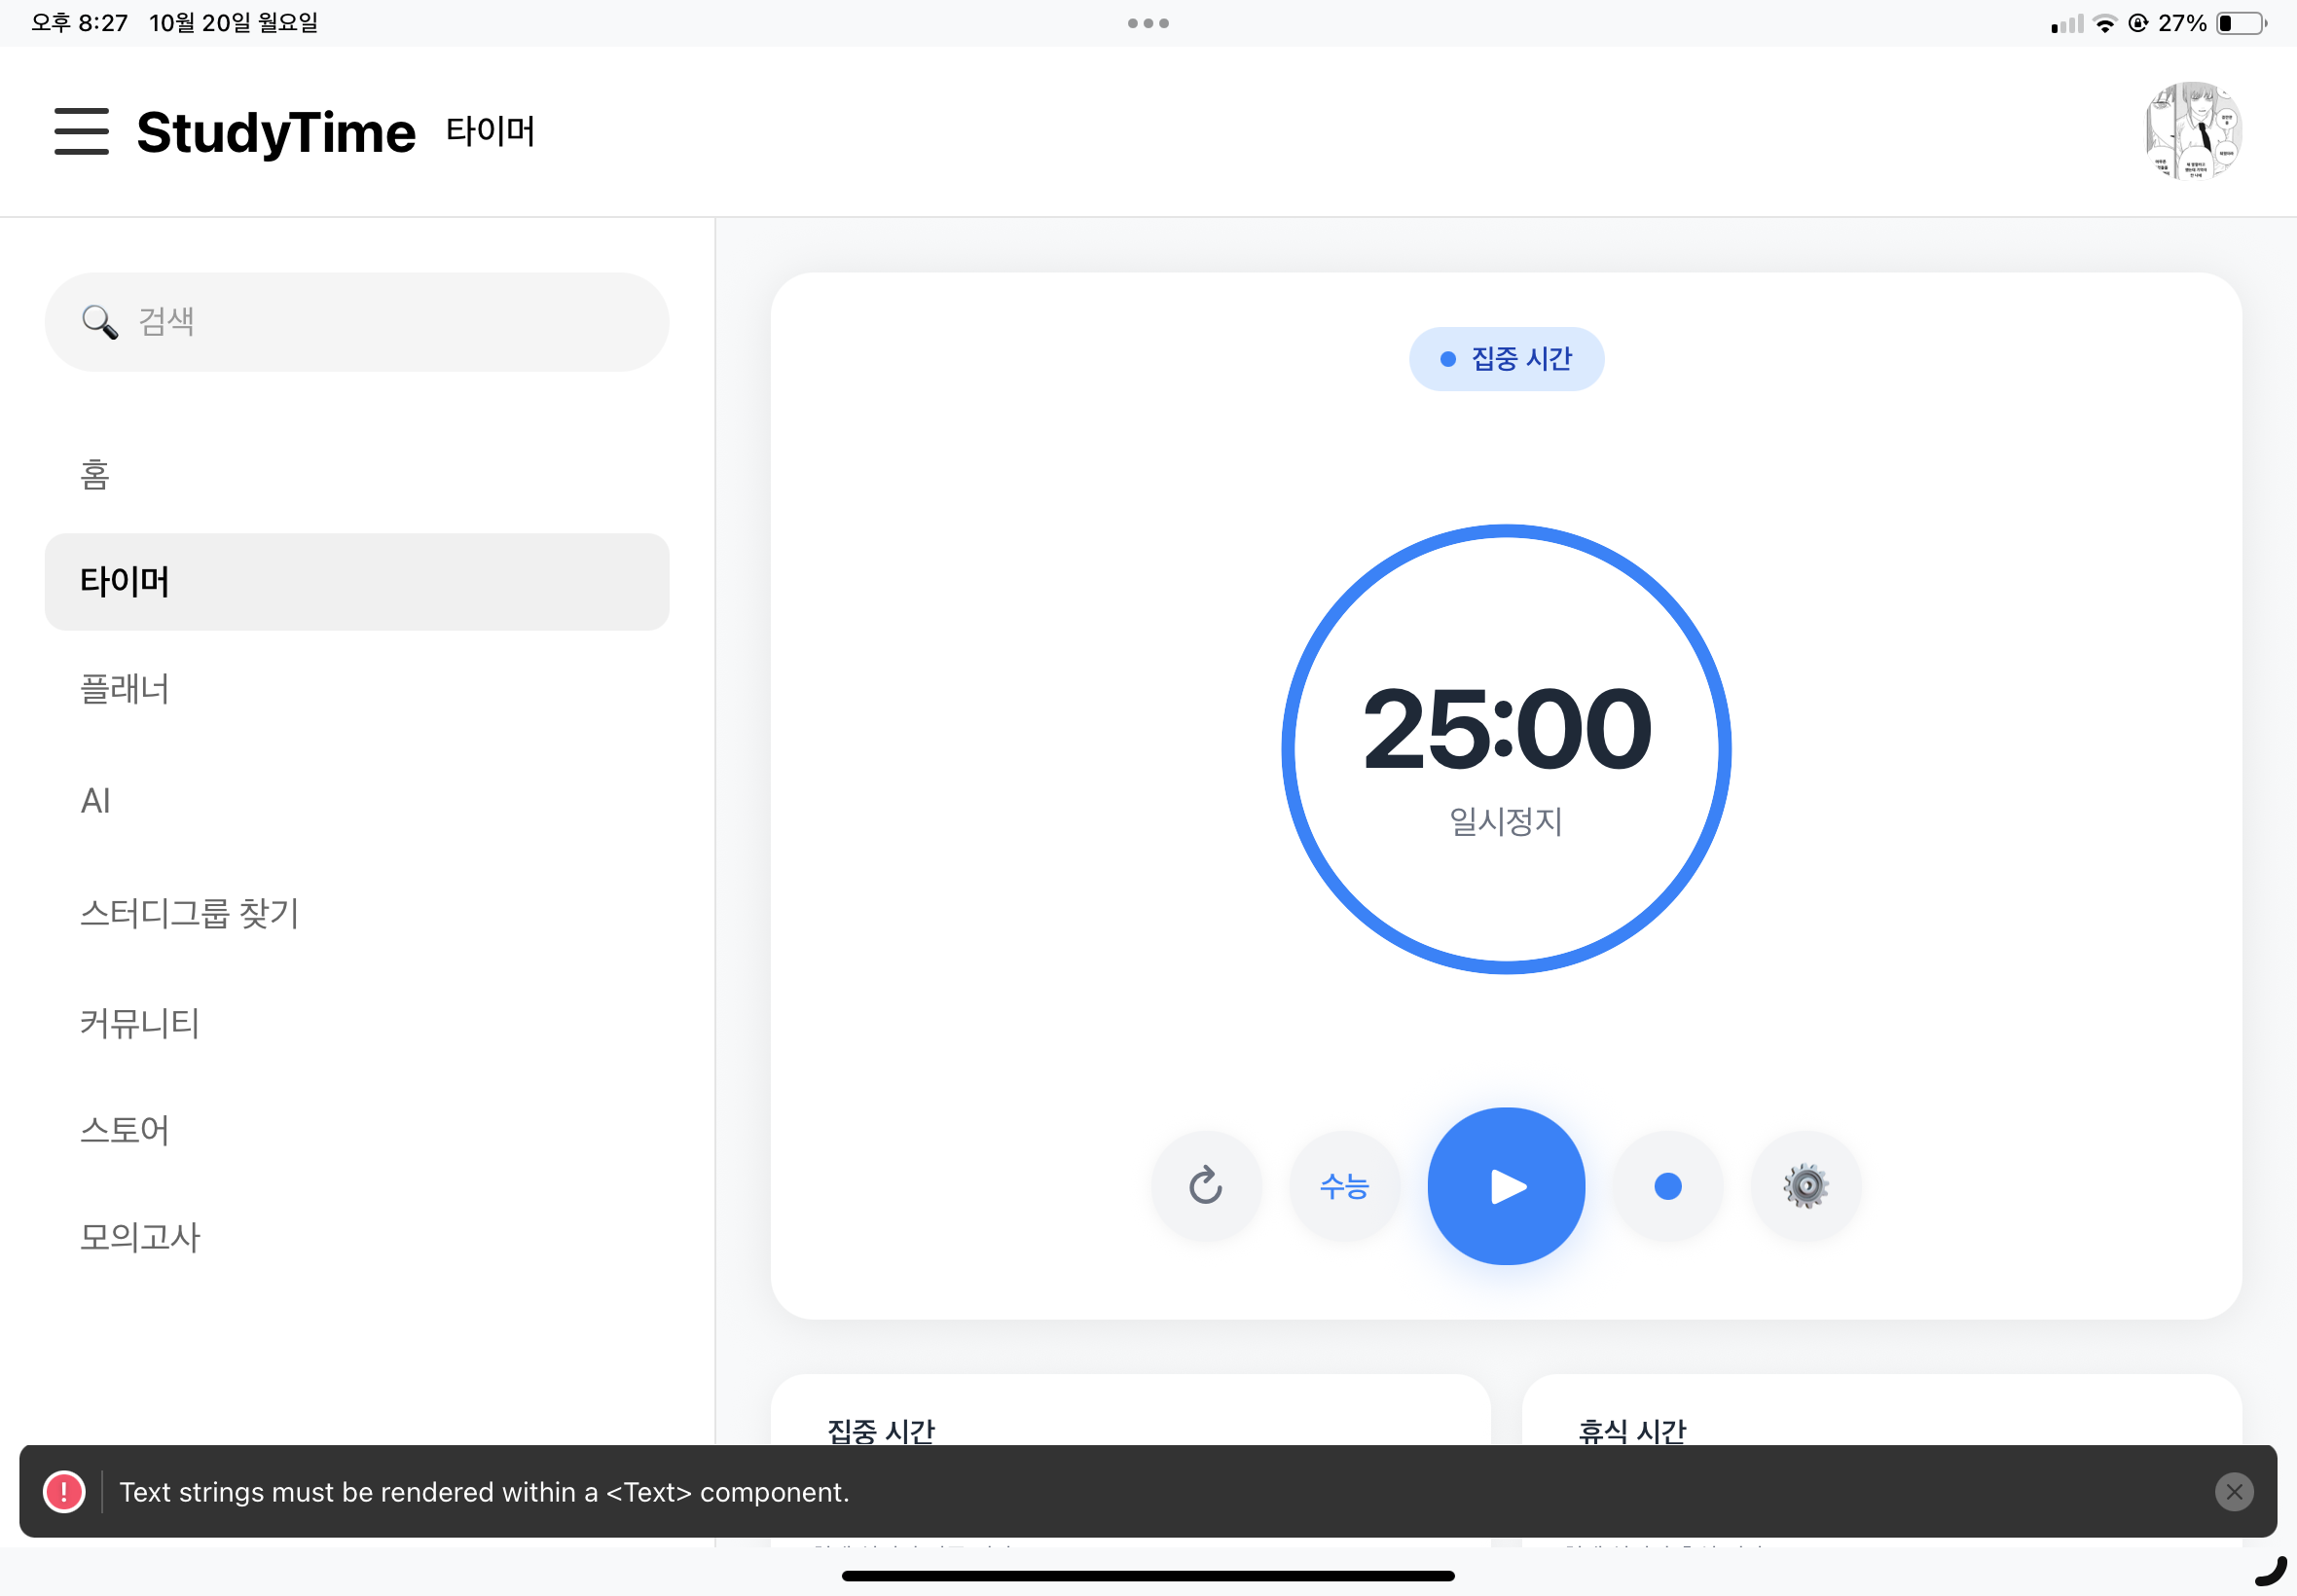 오후 8:27 10월 20일 월요일
27%
StudyTime 타이머
검색
홈
타이머
플래너
AI
스터디그룹 찾기
커뮤니티
스토어
모의고사
집중 시간
25:00
일시정지
수능
집중 시간
휴식 시간
Text strings must be rendered within a <Text> component.